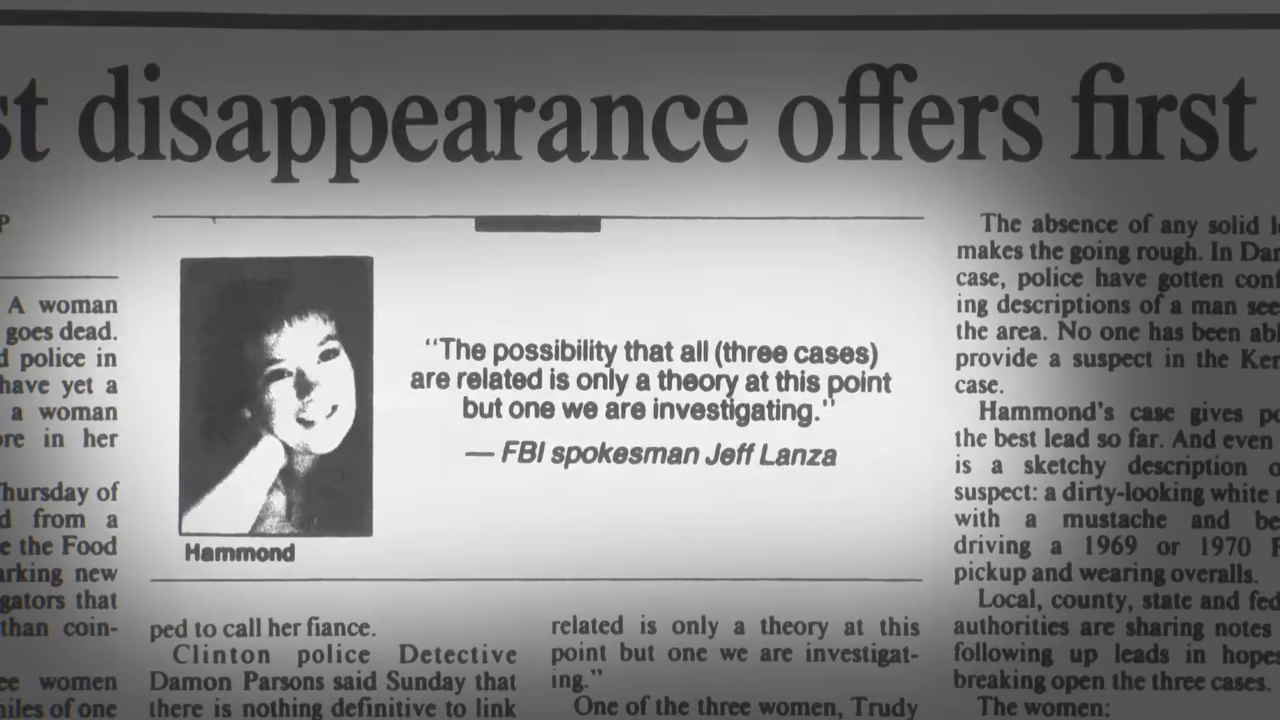 st disappearance offers first
P
A woman
goes dead.
d police in
have yet a
a woman
ore in her
Thursday of
d from a
e the Food
arking new
gators that
than coin-
ee women
miles of one
"The possibility that all (three cases)
are related is only a theory at this point
but one we are investigating."
— FBI spokesman Jeff Lanza
Hammond
ped to call her fiance.
Clinton police Detective
Damon Parsons said Sunday that
there is nothing definitive to link
related is only a theory at this
point but one we are investigat-
ing."
One of the three women, Trudy
The absence of any solid l
makes the going rough. In Dar
case, police have gotten conf
ing descriptions of a man see
the area. No one has been abl
provide a suspect in the Ker
case.
Hammond's case gives po
the best lead so far. And even
is a sketchy description o
suspect: a dirty-looking white
with a mustache and be
driving a 1969 or 1970 F
pickup and wearing overalls.
Local, county, state and fed
authorities are sharing notes
following up leads in hopes
breaking open the three cases.
The women: